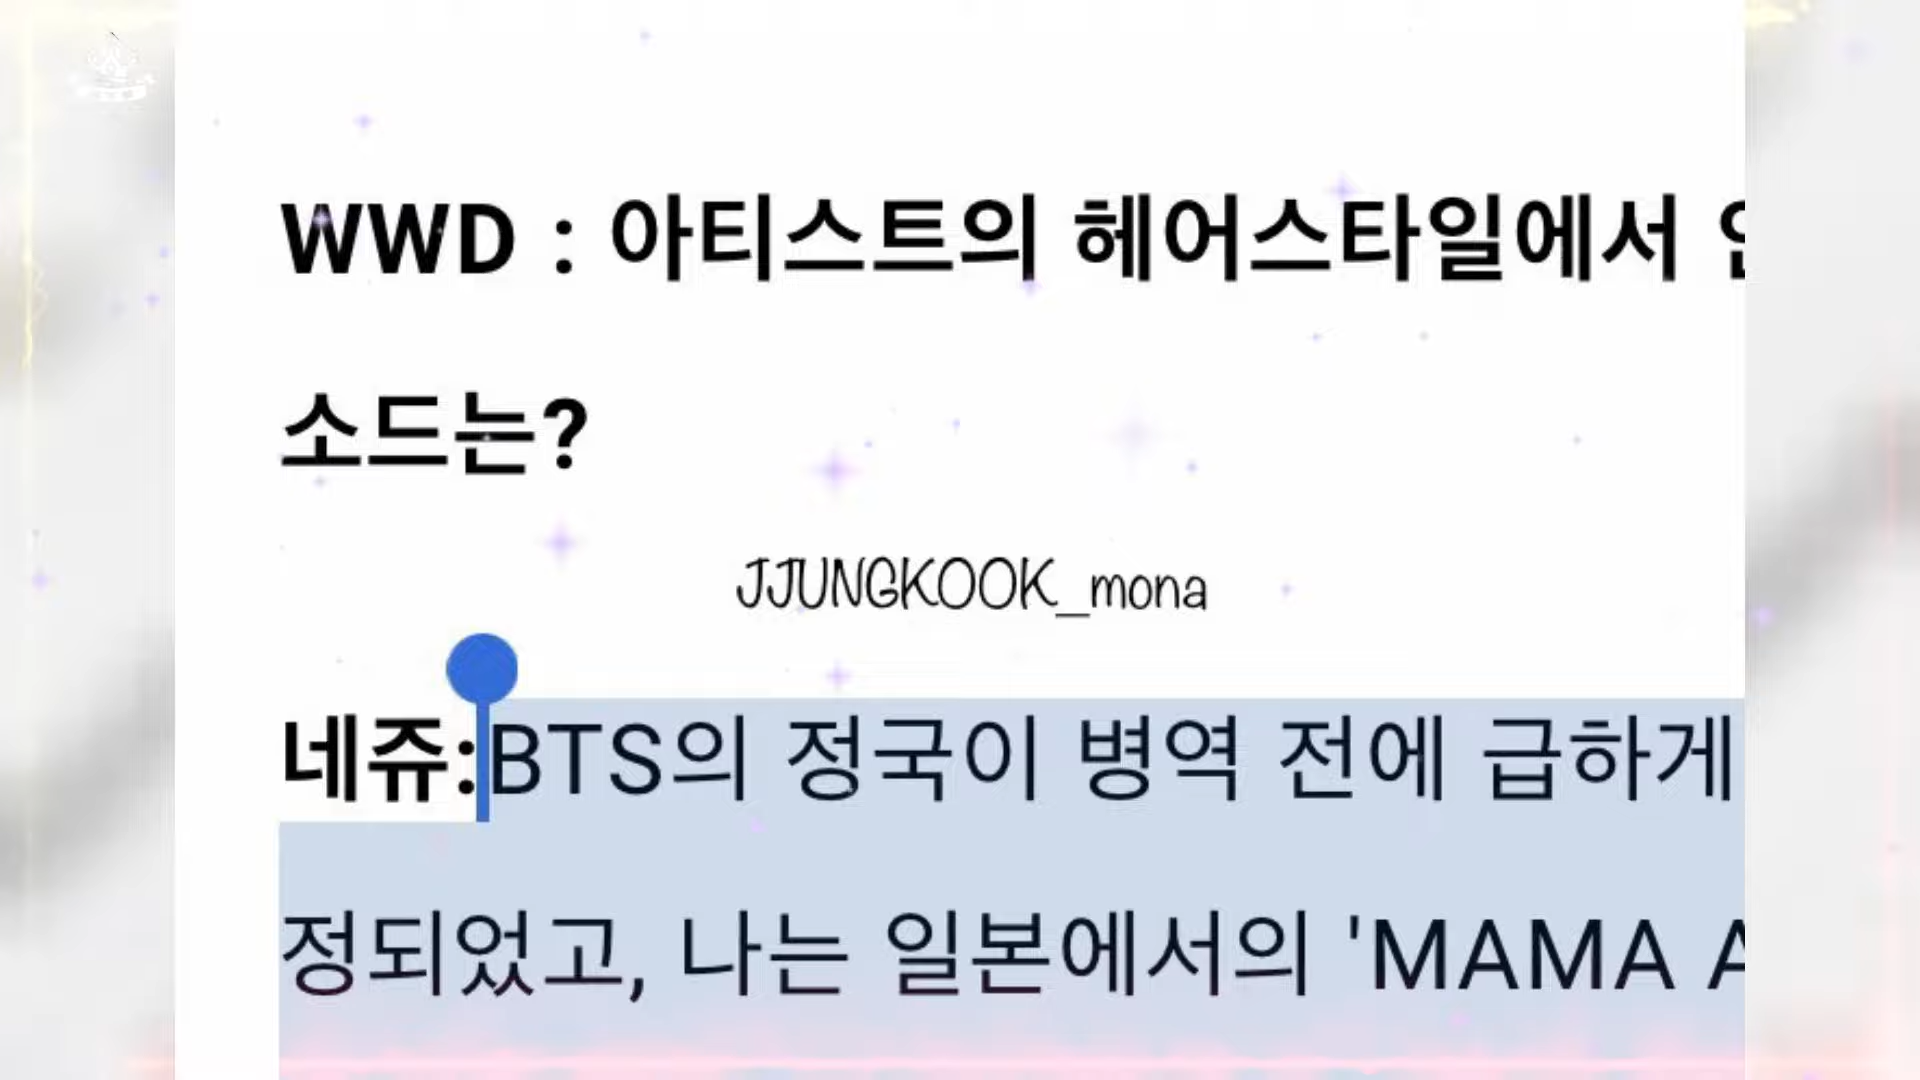 WWD : 아티스트의 헤어스타일에서
소드는?
JJUNGKOOK_mona
네쥬:BTS의 정국이 병역 전에 급하게
정되었고, 나는 일본에서의 'MAMA A